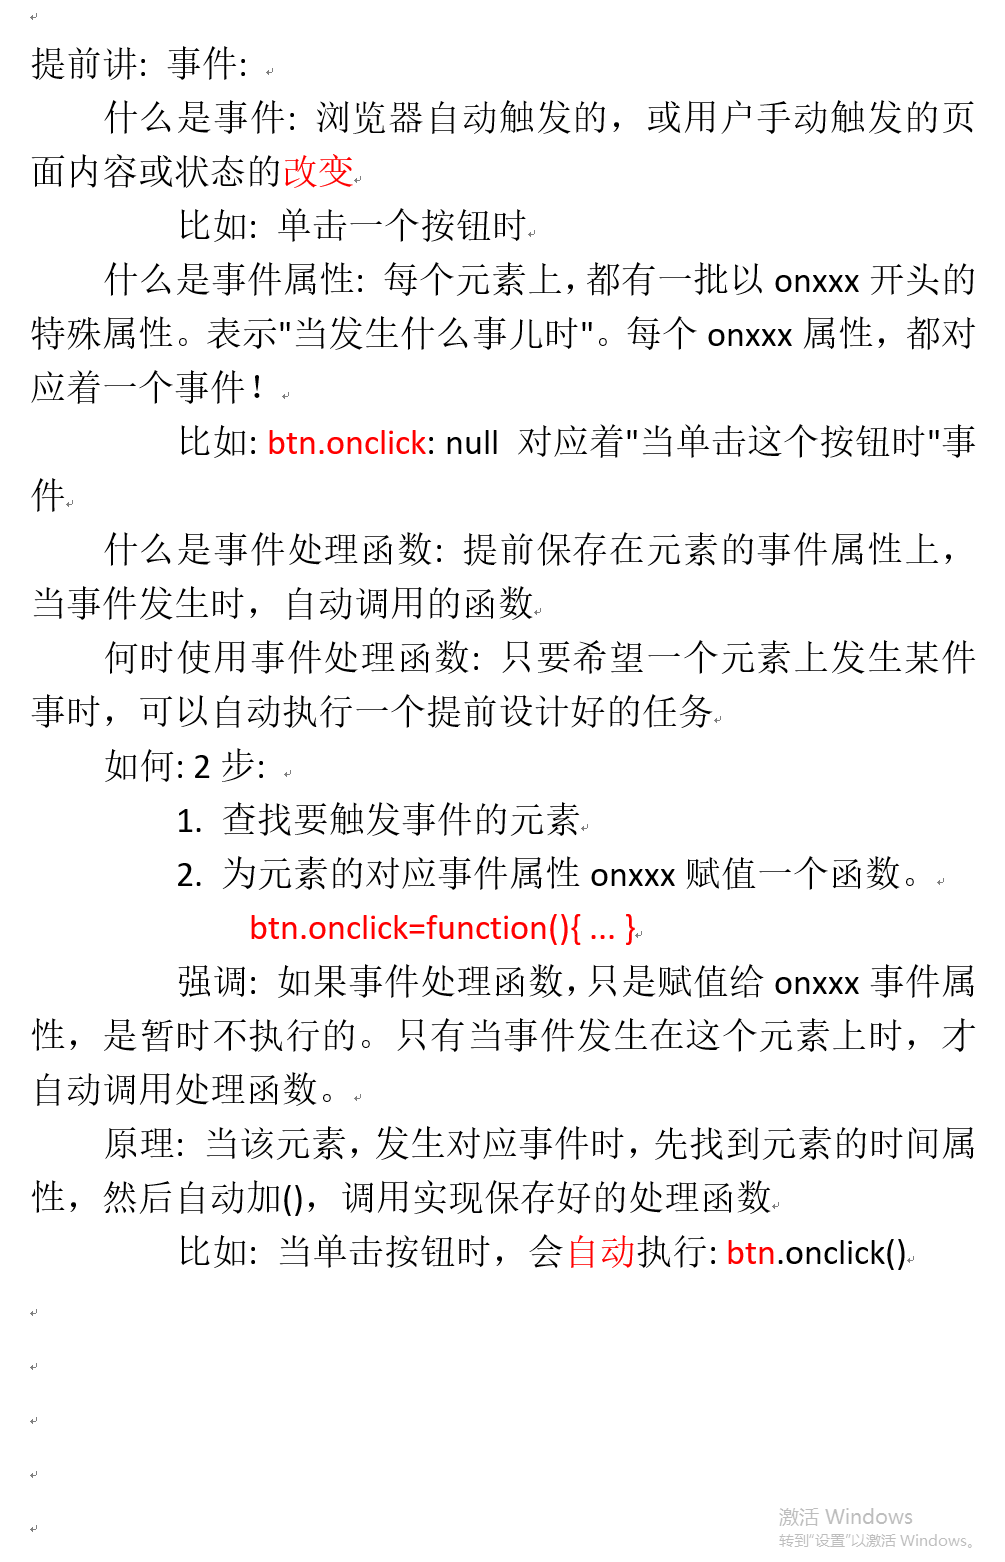 提前讲: 事件:
什么是事件: 浏览器自动触发的，或用户手动触发的页
面内容或状态的改变
比如: 单击一个按钮时
什么是事件属性: 每个元素上，都有一批以 onxxx 开头的
特殊属性。表示"当发生什么事儿时"。每个 onxxx 属性，都对
应着一个事件！
比如: btn.onclick: null 对应着"当单击这个按钮时"事
件
什么是事件处理函数: 提前保存在元素的事件属性上，
当事件发生时，自动调用的函数
何时使用事件处理函数: 只要希望一个元素上发生某件
事时，可以自动执行一个提前设计好的任务
如何: 2 步:
1. 查找要触发事件的元素
2. 为元素的对应事件属性 onxxx 赋值一个函数。
btn.onclick=function(){ ... }
强调: 如果事件处理函数，只是赋值给 onxxx 事件属
性，是暂时不执行的。只有当事件发生在这个元素上时，才
自动调用处理函数。
原理: 当该元素，发生对应事件时，先找到元素的时间属
性，然后自动加()，调用实现保存好的处理函数
比如: 当单击按钮时，会自动执行: btn.onclick()
激活 Windows
转到"设置"以激活 Windows。